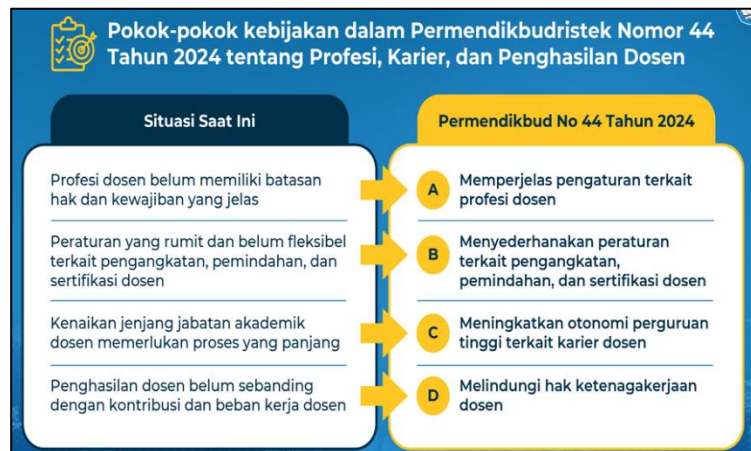 Pokok-pokok kebijakan dalam Permendikbudristek Nomor 44
Tahun 2024 tentang Profesi, Karier, dan Penghasilan Dosen
Situasi Saat Ini
Permendikbud No 44 Tahun 2024
Profesi dosen belum memiliki batasan
hak dan kewajiban yang jelas
A
Memperjelas pengaturan terkait
profesi dosen
Peraturan yang rumit dan belum fleksibel
terkait pengangkatan, pemindahan, dan
sertifikasi dosen
B
Menyederhanakan peraturan
terkait pengangkatan,
pemindahan, dan sertifikasi dosen
Kenaikan jenjang jabatan akademik
dosen memerlukan proses yang panjang
C
Meningkatkan otonomi perguruan
tinggi terkait karier dosen
Penghasilan dosen belum sebanding
dengan kontribusi dan beban kerja dosen
D
Melindungi hak ketenagakerjaan
dosen